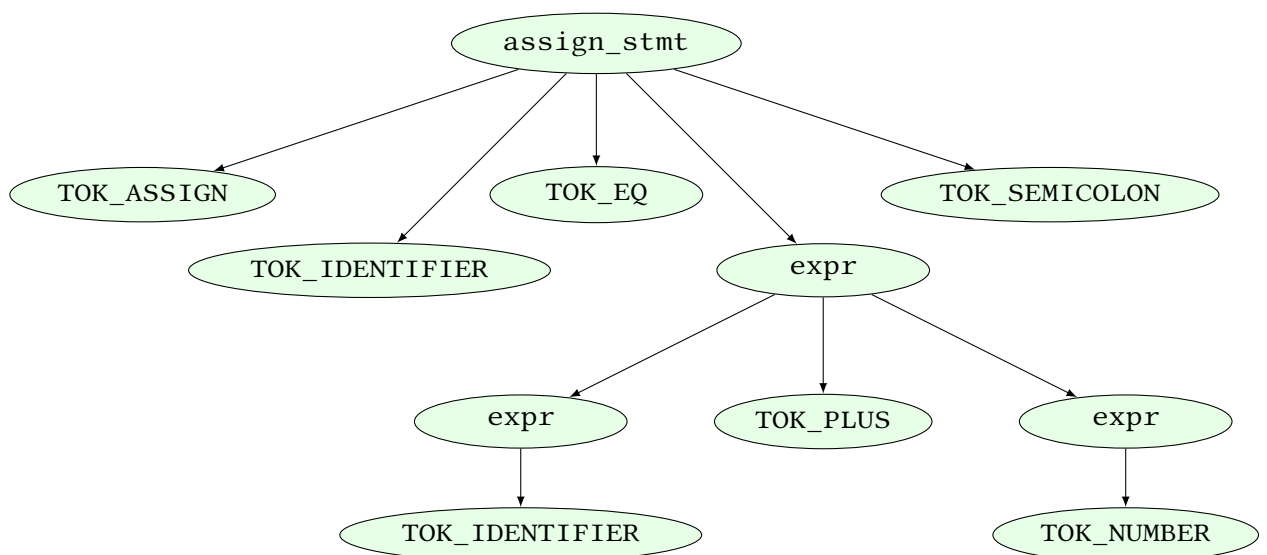 assign_stmt
TOK_ASSIGN
TOK_EQ
TOK_SEMICOLON
TOK_IDENTIFIER
expr
expr
TOK_PLUS
expr
TOK_IDENTIFIER
TOK_NUMBER